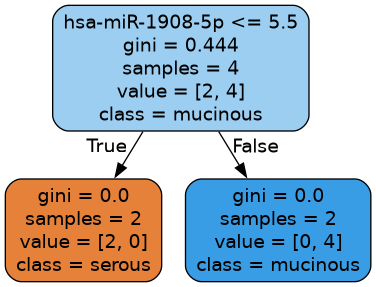 hsa-miR-1908-5p <= 5.5
gini = 0.444
samples = 4
value = [2, 4]
class = mucinous
True
False
gini = 0.0
samples = 2
value = [2, 0]
class = serous
gini = 0.0
samples = 2
value = [0, 4]
class = mucinous